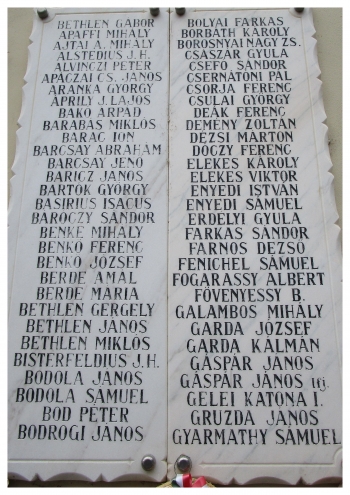 BETHLEN GÁBOR
APAFFI MIHÁLY
AJTAI A. MIHÁLY
ALSTEDIUS J.H.
ALVINCZI PÉTER
APÁCZAI CS. JÁNOS
ARANKA GYÖRGY
ÁPRILY J. LAJOS
BAKÓ ÁRPÁD
BARABÁS MIKLÓS
BARÁC ION
BARCSAY ÁBRAHÁM
BARCSAY JENŐ
BARICZ JÁNOS
BARTÓK GYÖRGY
BASIRIUS ISACUS
BARÓCZY SÁNDOR
BENKE MIHÁLY
BENKŐ FERENC
BENKŐ JÓZSEF
BERDE AMÁL
BERDE MÁRIA
BETHLEN GERGELY
BETHLEN JÁNOS
BETHLEN MIKLÓS
BISTERFELDIUS J.H.
BODOLA JÁNOS
BODOLA SÁMUEL
BOD PÉTER
BODROGI JÁNOS
BOLYAI FARKAS
BORBÁTH KÁROLY
BOROSNYAI NAGY ZS.
CSÁSZÁR GYULA
CSEFÓ SÁNDOR
CSERNÁTONI PÁL
CSORJA FERENC
CSULAI GYÖRGY
DEÁK FERENC
DEMÉNY ZOLTÁN
DÉZSI MÁRTON
DÓCZY FERENC
ELEKES KÁROLY
ELEKES VIKTOR
ENYEDI ISTVÁN
ENYEDI SÁMUEL
ERDÉLYI GYULA
FARKAS SÁNDOR
FARNOS DEZSŐ
FENICHEL SÁMUEL
FOGARASSY ALBERT
FÖVENYESSY B.
GALAMBOS MIHÁLY
GARDA JÓZSEF
GARDA KÁLMÁN
GÁSPÁR JÁNOS
GÁSPÁR JÁNOS ifj.
GELEI KATONA I.
GRUZDA JÁNOS
GYARMATHY SÁMUEL